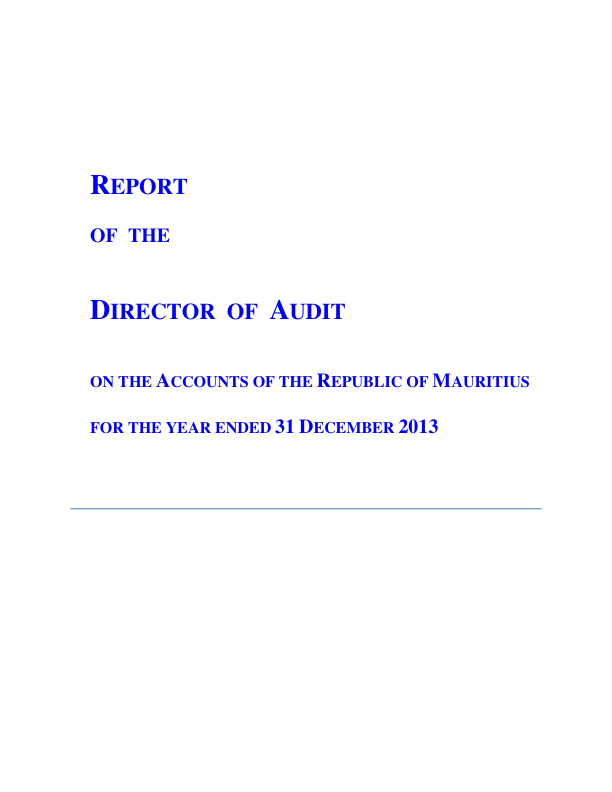 REPORT
OF THE
DIRECTOR OF AUDIT
ON THE ACCOUNTS OF THE REPUBLIC OF MAURITIUS
FOR THE YEAR ENDED 31 DECEMBER 2013